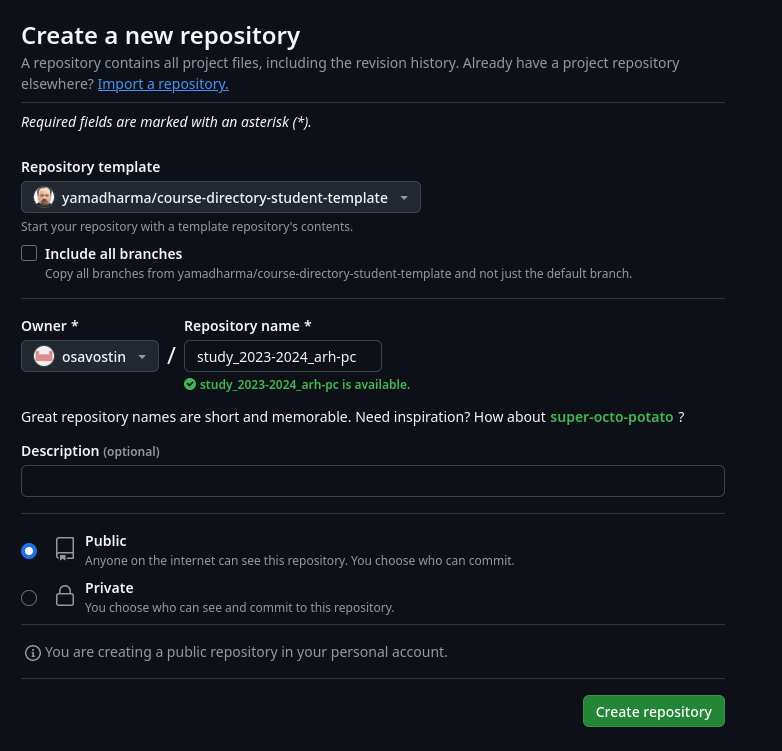 Create a new repository
A repository contains all project files, including the revision history. Already have a project repository
elsewhere? Import a repository.
Required fields are marked with an asterisk (*).
Repository template
yamadharma/course-directory-student-template
Start your repository with a template repository's contents.
Include all branches
Copy all branches from yamadharma/course-directory-student-template and not just the default branch.
Owner *
Repository name *
osavostin
/
study_2023-2024_arh-pc
study_2023-2024_arh-pc is available.
Great repository names are short and memorable. Need inspiration? How about super-octo-potato ?
Description (optional)
Public
Anyone on the internet can see this repository. You choose who can commit.
Private
You choose who can see and commit to this repository.
You are creating a public repository in your personal account.
Create repository